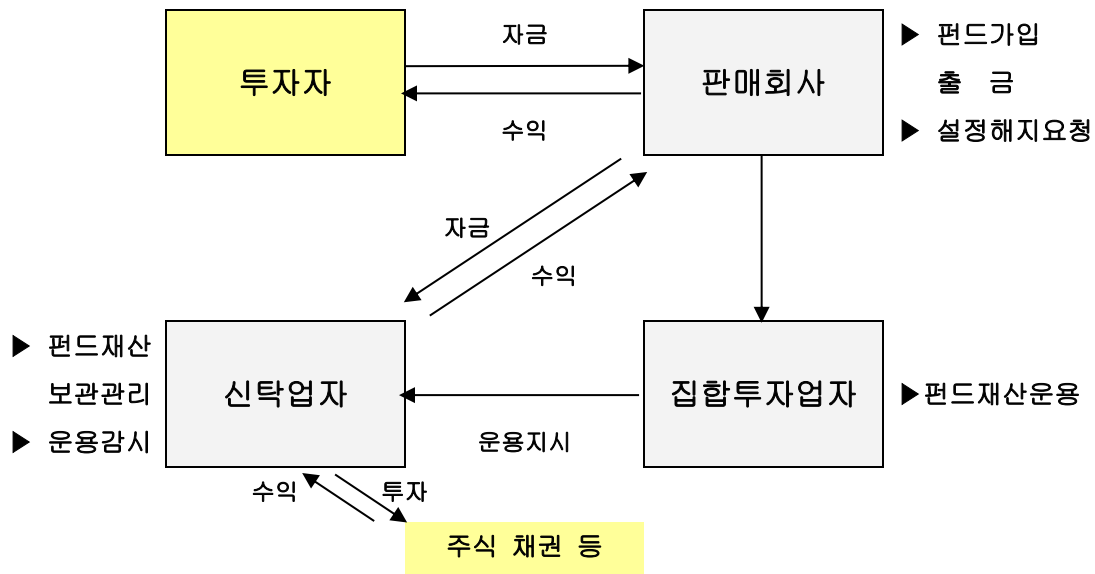 자금
투자자
판매회사
▶ 펀드가입
출 금
▶ 설정해지요청
수익
자금
수익
▶ 펀드재산
보관관리
▶ 운용감시
신탁업자
집합투자업자
▶펀드재산운용
운용지시
수익
투자
주식 채권 등